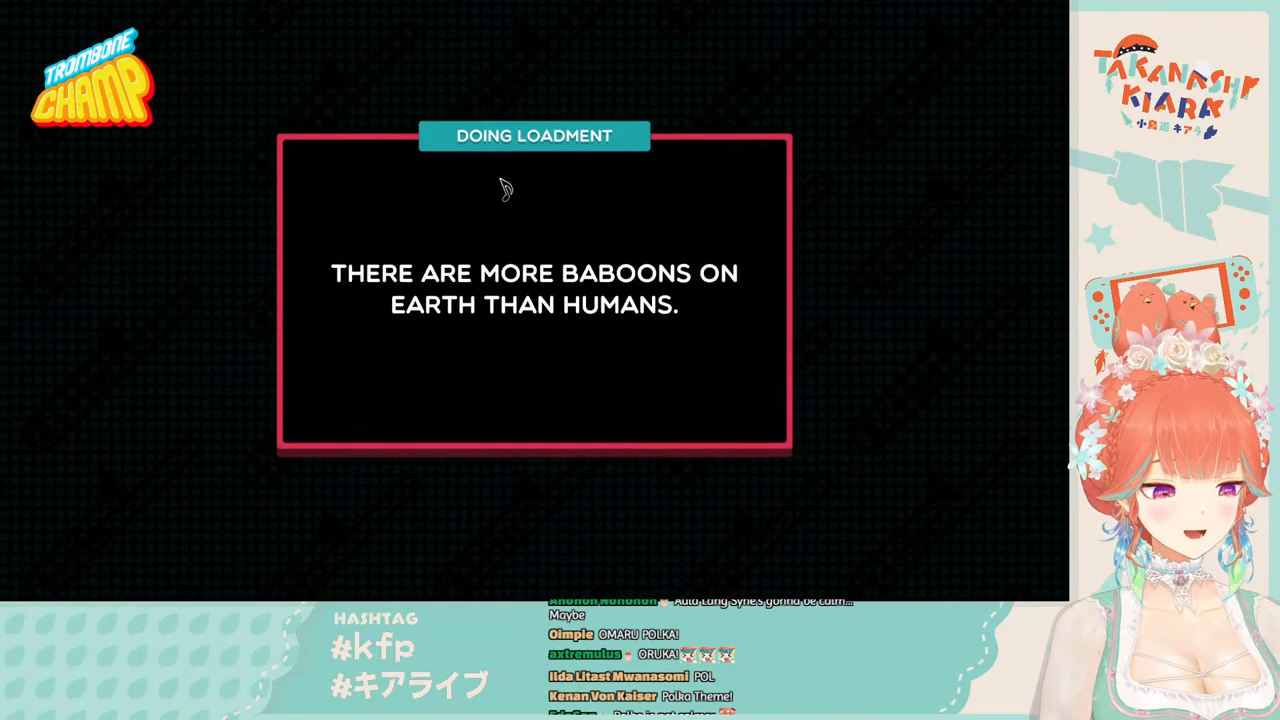 TROMBONE
CHAMP
DOING LOADMENT
THERE ARE MORE BABOONS ON
EARTH THAN HUMANS.
TAKANASHI
KIARA
小鳥遊 キアラ
HASHTAG
#kfp
#キアライブ
Auld Lang Syne's gonna be calm...
Maybe
Olmpie OMARU POLKA!
axtremulus ORUKA!
Ilda Litast Mwanasomi POL
Kenan Von Kaiser Polka Theme!